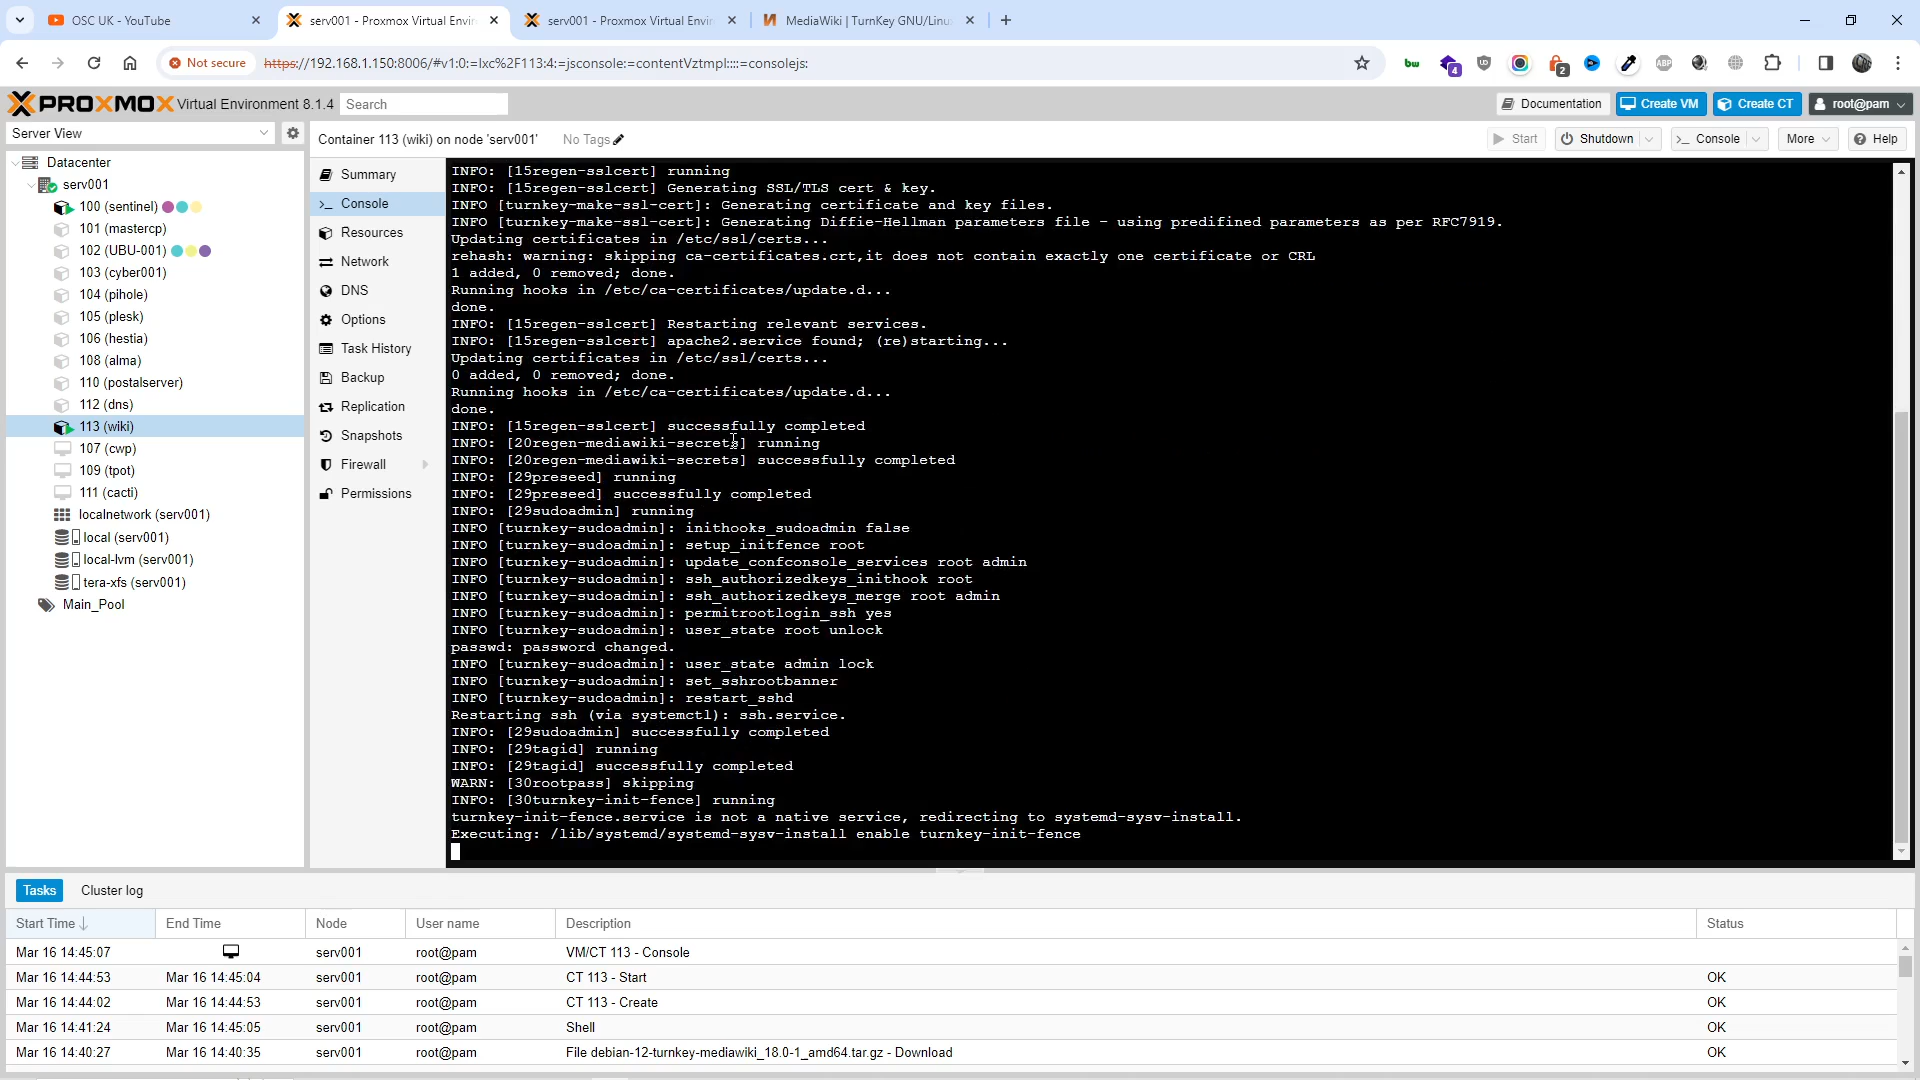 OSC UK - YouTube
serv001 - Proxmox Virtual Envir
serv001 - Proxmox Virtual Envir
MediaWiki | TurnKey GNU/Linu
Not secure
https://192.168.1.150:8006/#v1:0:=lxc%2F113:4:=jsconsole:=contentVztmpl::::=consolejs:
bw
4
2
ABP
PROXMOX Virtual Environment 8.1.4
Search
Documentation
Create VM
Create CT
root@pam
Server View
Container 113 (wiki) on node 'serv001'
No Tags
Start
Shutdown
Console
More
Help
Datacenter
serv001
100 (sentinel)
101 (mastercp)
102 (UBU-001)
103 (cyber001)
104 (pihole)
105 (plesk)
106 (hestia)
108 (alma)
110 (postalserver)
112 (dns)
113 (wiki)
107 (cwp)
109 (tpot)
111 (cacti)
localnetwork (serv001)
local (serv001)
local-lvm (serv001)
tera-xfs (serv001)
Main_Pool
Summary
Console
Resources
Network
DNS
Options
Task History
Backup
Replication
Snapshots
Firewall
Permissions
INFO: [15regen-sslcert] running
INFO: [15regen-sslcert] Generating SSL/TLS cert & key.
INFO [turnkey-make-ssl-cert]: Generating certificate and key files.
INFO [turnkey-make-ssl-cert]: Generating Diffie-Hellman parameters file - using predifined parameters as per RFC7919.
Updating certificates in /etc/ssl/certs...
rehash: warning: skipping ca-certificates.crt,it does not contain exactly one certificate or CRL
1 added, 0 removed; done.
Running hooks in /etc/ca-certificates/update.d...
done.
INFO: [15regen-sslcert] Restarting relevant services.
INFO: [15regen-sslcert] apache2.service found; (re)starting...
Updating certificates in /etc/ssl/certs...
0 added, 0 removed; done.
Running hooks in /etc/ca-certificates/update.d...
done.
INFO: [15regen-sslcert] successfully completed
INFO: [20regen-mediawiki-secrets] running
INFO: [20regen-mediawiki-secrets] successfully completed
INFO: [29preseed] running
INFO: [29preseed] successfully completed
INFO: [29sudoadmin] running
INFO [turnkey-sudoadmin]: inithooks_sudoadmin false
INFO [turnkey-sudoadmin]: setup_initfence root
INFO [turnkey-sudoadmin]: update_confconsole_services root admin
INFO [turnkey-sudoadmin]: ssh_authorizedkeys_inithook root
INFO [turnkey-sudoadmin]: ssh_authorizedkeys_merge root admin
INFO [turnkey-sudoadmin]: permitrootlogin_ssh yes
INFO [turnkey-sudoadmin]: user_state root unlock
passwd: password changed.
INFO [turnkey-sudoadmin]: user_state admin lock
INFO [turnkey-sudoadmin]: set_sshrootbanner
INFO [turnkey-sudoadmin]: restart_sshd
Restarting ssh (via systemctl): ssh.service.
INFO: [29sudoadmin] successfully completed
INFO: [29tagid] running
INFO: [29tagid] successfully completed
WARN: [30rootpass] skipping
INFO: [30turnkey-init-fence] running
turnkey-init-fence.service is not a native service, redirecting to systemd-sysv-install.
Executing: /lib/systemd/systemd-sysv-install enable turnkey-init-fence
Tasks
Cluster log
Start Time End Time Node User name Description Status
Mar 16 14:45:07 serv001 root@pam VM/CT 113 - Console
Mar 16 14:44:53 Mar 16 14:45:04 serv001 root@pam CT 113 - Start OK
Mar 16 14:44:02 Mar 16 14:44:53 serv001 root@pam CT 113 - Create OK
Mar 16 14:41:24 Mar 16 14:45:05 serv001 root@pam Shell OK
Mar 16 14:40:27 Mar 16 14:40:35 serv001 root@pam File debian-12-turnkey-mediawiki_18.0-1_amd64.tar.gz - Download OK